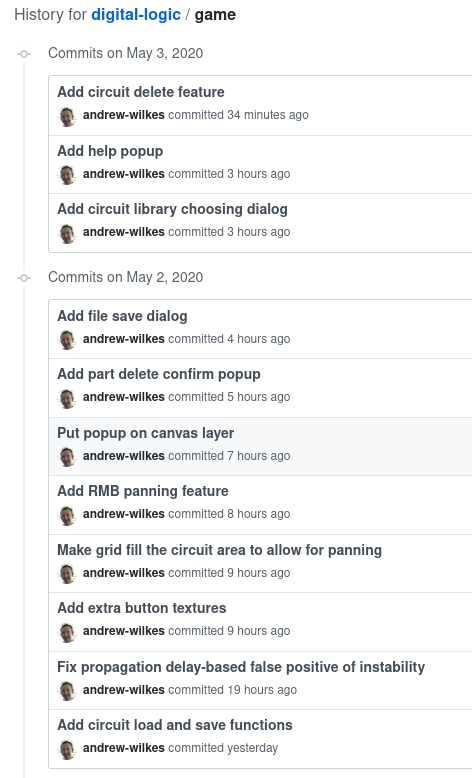 History for digital-logic / game
Commits on May 3, 2020
Add circuit delete feature
andrew-wilkes committed 34 minutes ago
Add help popup
andrew-wilkes committed 3 hours ago
Add circuit library choosing dialog
andrew-wilkes committed 3 hours ago
Commits on May 2, 2020
Add file save dialog
andrew-wilkes committed 4 hours ago
Add part delete confirm popup
andrew-wilkes committed 5 hours ago
Put popup on canvas layer
andrew-wilkes committed 7 hours ago
Add RMB panning feature
andrew-wilkes committed 8 hours ago
Make grid fill the circuit area to allow for panning
andrew-wilkes committed 9 hours ago
Add extra button textures
andrew-wilkes committed 9 hours ago
Fix propagation delay-based false positive of instability
andrew-wilkes committed 19 hours ago
Add circuit load and save functions
andrew-wilkes committed yesterday